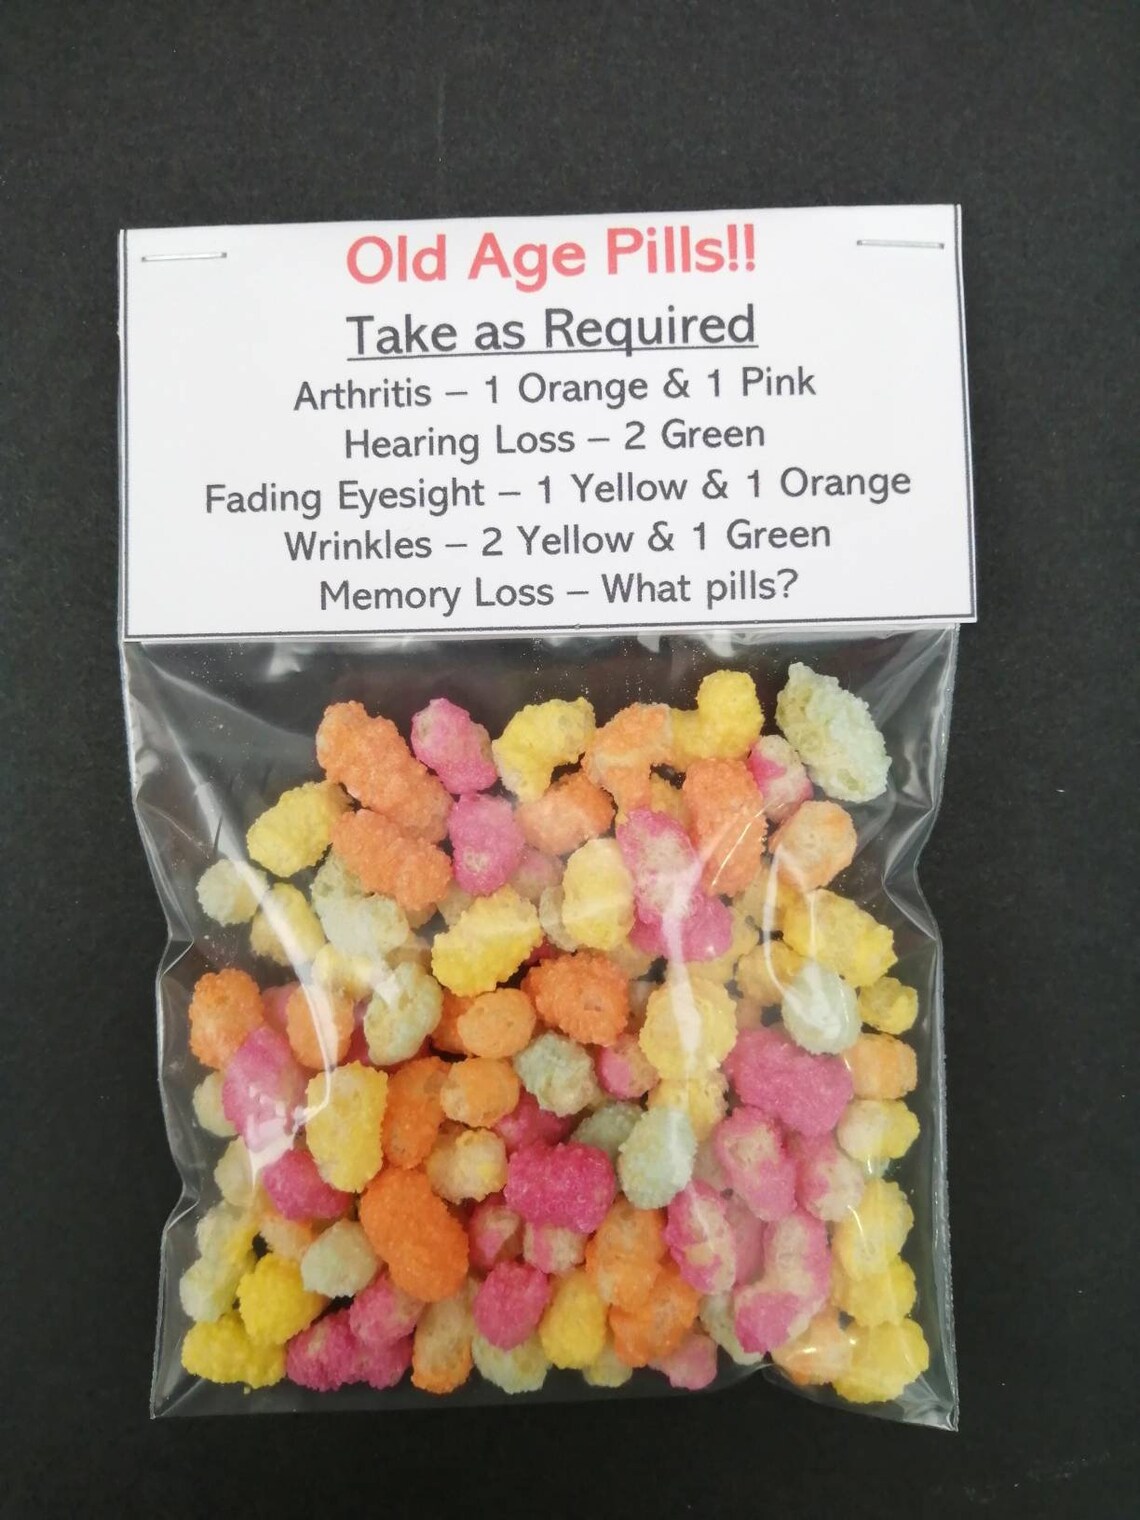 Old Age Pills!!
Take as Required
Arthritis – 1 Orange & 1 Pink
Hearing Loss – 2 Green
Fading Eyesight – 1 Yellow & 1 Orange
Wrinkles – 2 Yellow & 1 Green
Memory Loss – What pills?